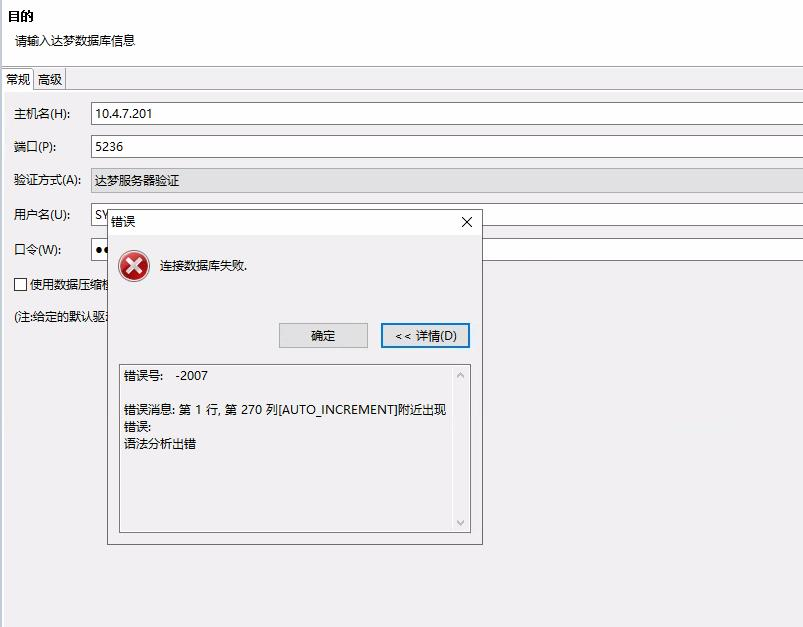 目的
请输入达梦数据库信息
常规 高级
主机名(H): 10.4.7.201
端口(P): 5236
验证方式(A): 达梦服务器验证
用户名(U): SY
口令(W):
使用数据压缩
(注:给定的默认驱
错误
连接数据库失败.
确定 << 详情(D)
错误号: -2007
错误消息: 第 1 行, 第 270 列[AUTO_INCREMENT]附近出现
错误:
语法分析出错